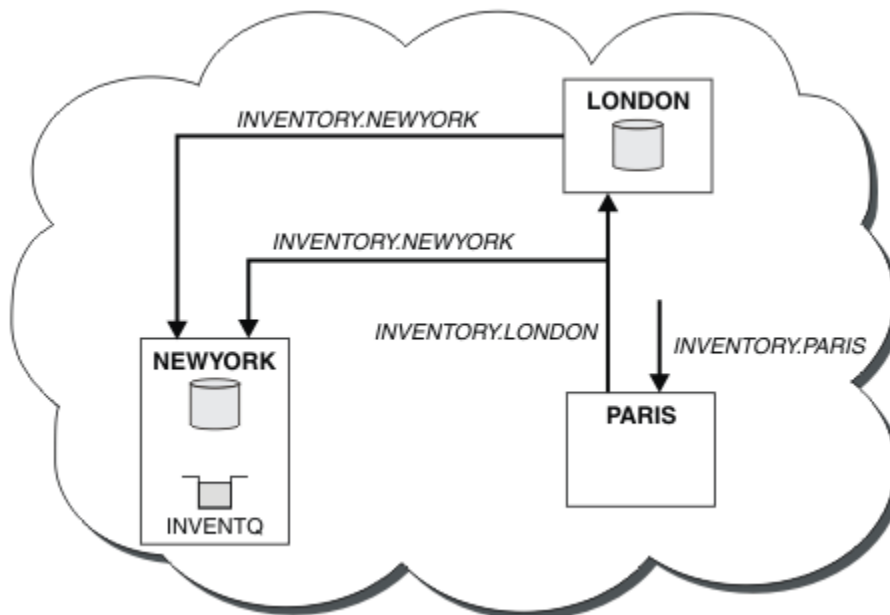 LONDON
INVENTORY.NEWYORK
INVENTORY.NEWYORK
INVENTORY.LONDON
INVENTORY.PARIS
NEWYORK
PARIS
INVENTQ